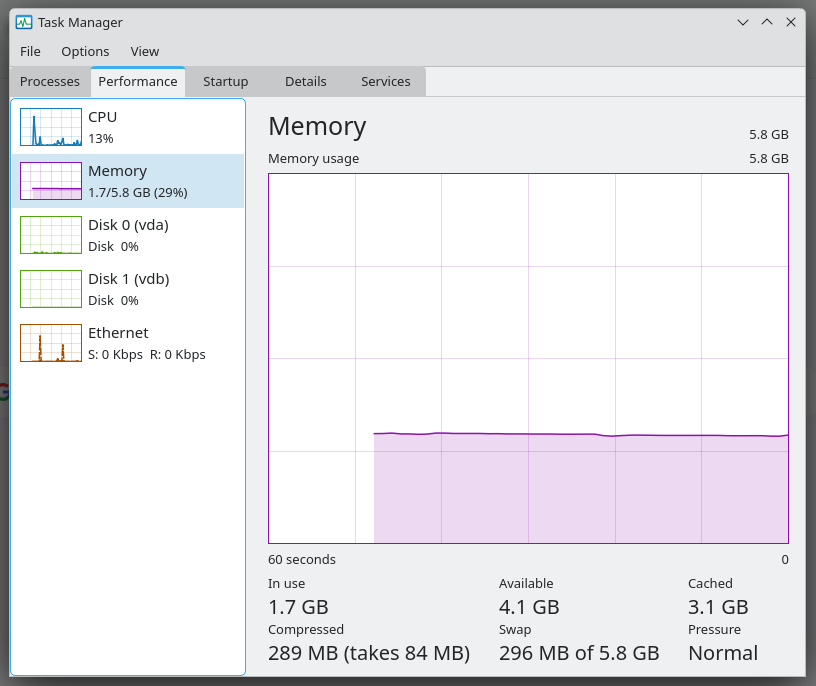 Task Manager
File Options View
Processes Performance Startup Details Services
CPU
13%
Memory
1.7/5.8 GB (29%)
Disk 0 (vda)
Disk 0%
Disk 1 (vdb)
Disk 0%
Ethernet
S: 0 Kbps R: 0 Kbps
Memory 5.8 GB
Memory usage 5.8 GB
60 seconds 0
In use Available Cached
1.7 GB 4.1 GB 3.1 GB
Compressed Swap Pressure
289 MB (takes 84 MB) 296 MB of 5.8 GB Normal